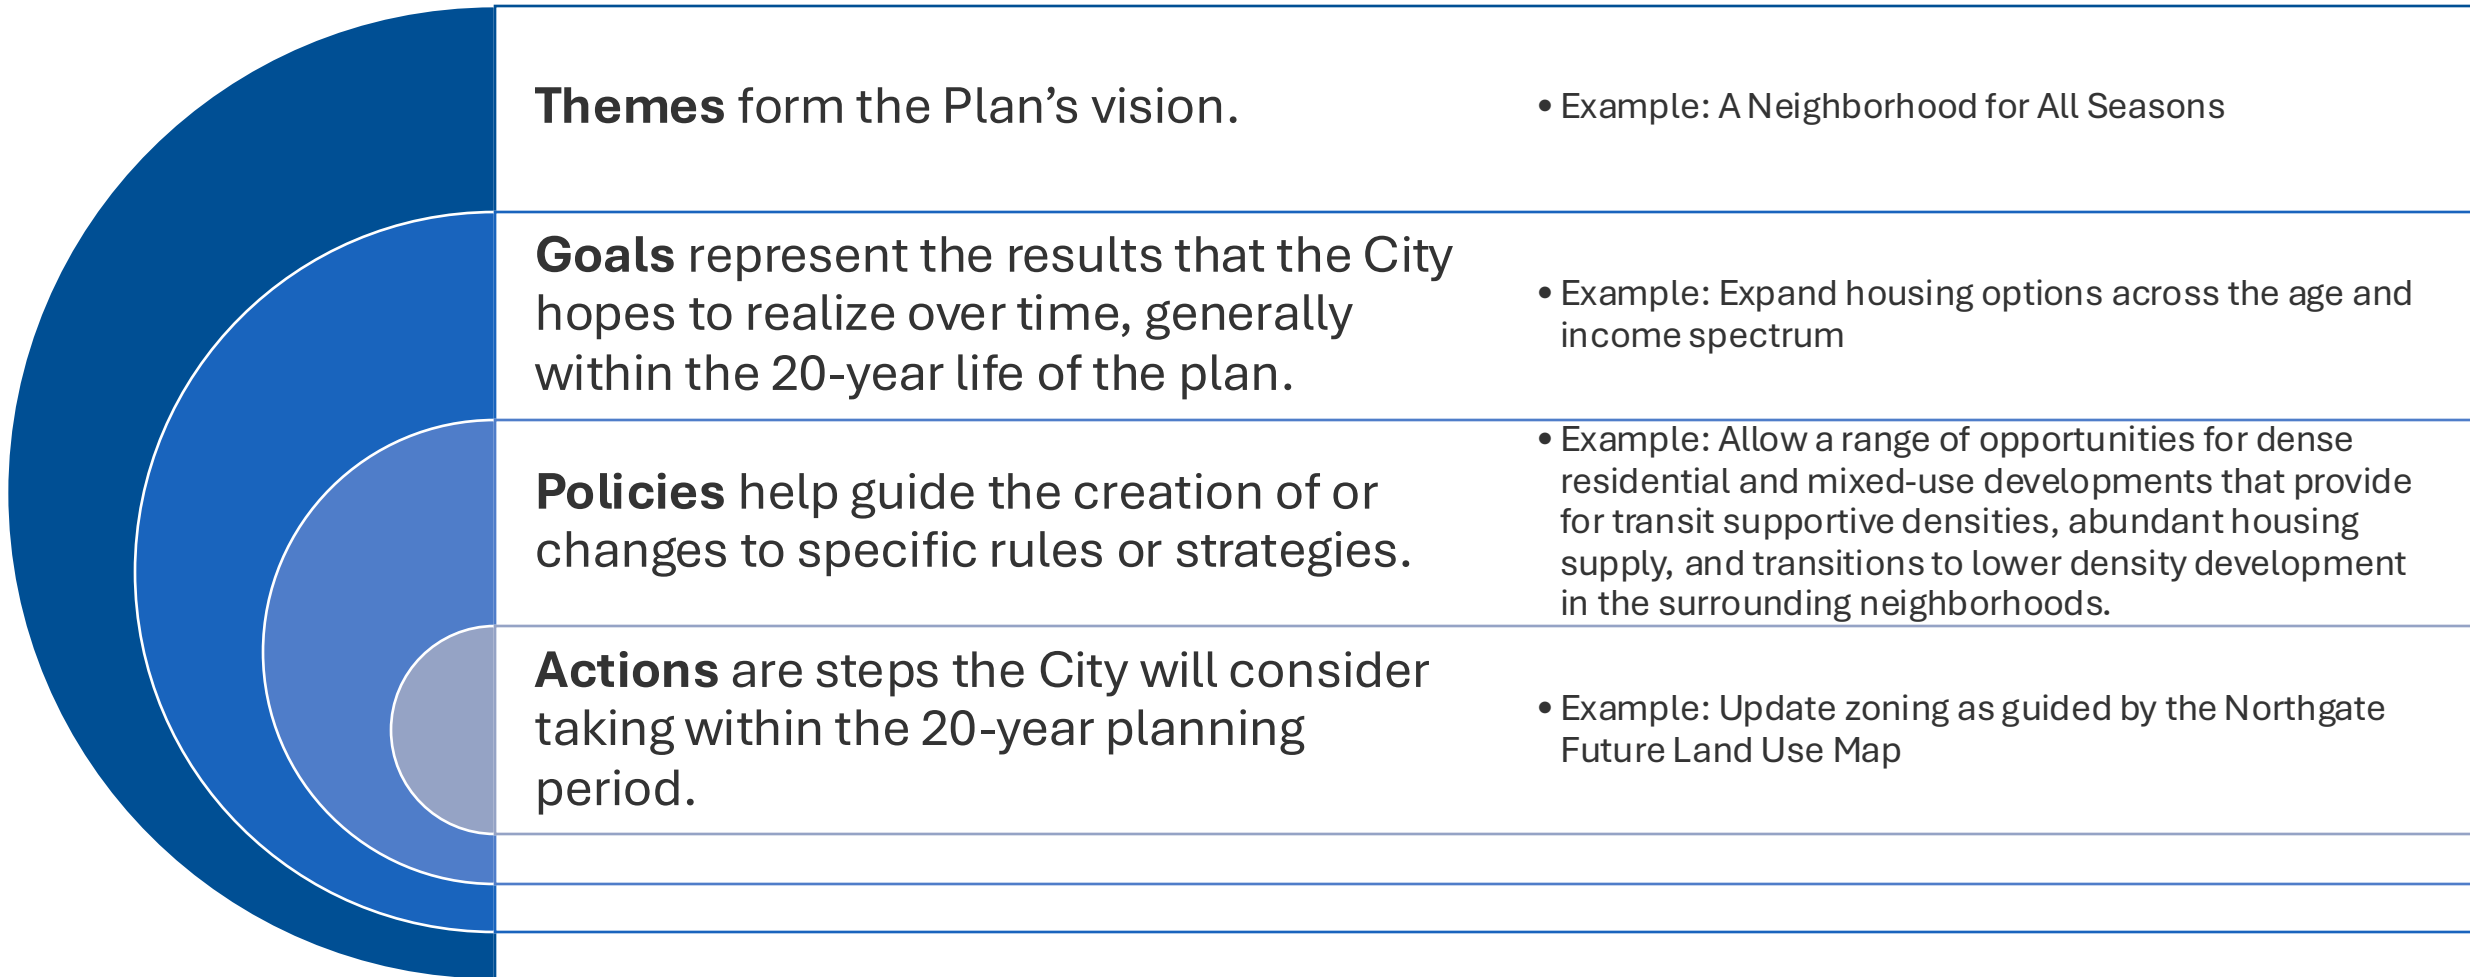 Themes form the Plan’s vision.
• Example: A Neighborhood for All Seasons
Goals represent the results that the City
hopes to realize over time, generally
within the 20-year life of the plan.
• Example: Expand housing options across the age and
income spectrum
Policies help guide the creation of or
changes to specific rules or strategies.
• Example: Allow a range of opportunities for dense
residential and mixed-use developments that provide
for transit supportive densities, abundant housing
supply, and transitions to lower density development
in the surrounding neighborhoods.
Actions are steps the City will consider
taking within the 20-year planning
period.
• Example: Update zoning as guided by the Northgate
Future Land Use Map